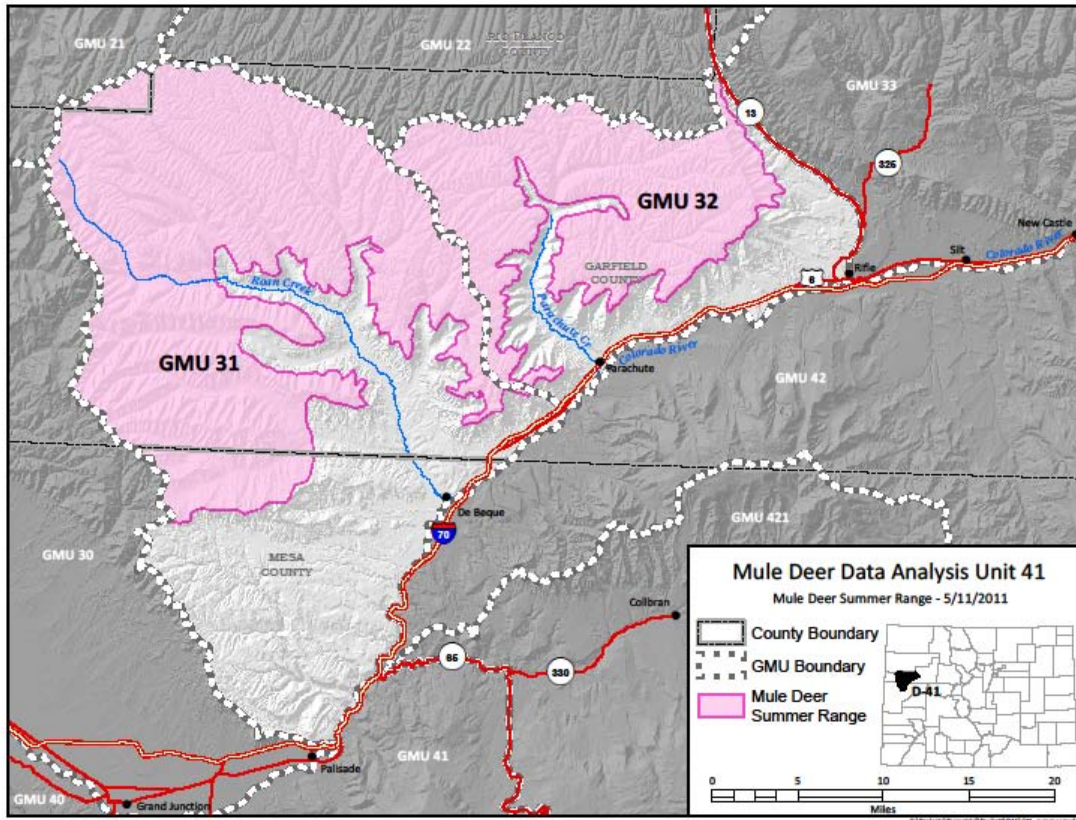 GMU 21
GMU 22
RIO BLANCO
COUNTY
GMU 33
13
325
GMU 32
New Castle
Colorado River
Silt
GARFIELD
COUNTY
Rifle
6
Roan Creek
Parachute Cr
GMU 31
Colorado River
Parachute
GMU 42
De Beque
GMU 421
70
GMU 30
MESA
COUNTY
Collbran
65
330
Palisade
GMU 41
GMU 40
Grand Junction
Mule Deer Data Analysis Unit 41
Mule Deer Summer Range - 5/11/2011
County Boundary
GMU Boundary
Mule Deer
Summer Range
D-41
0 5 10 15 20
Miles